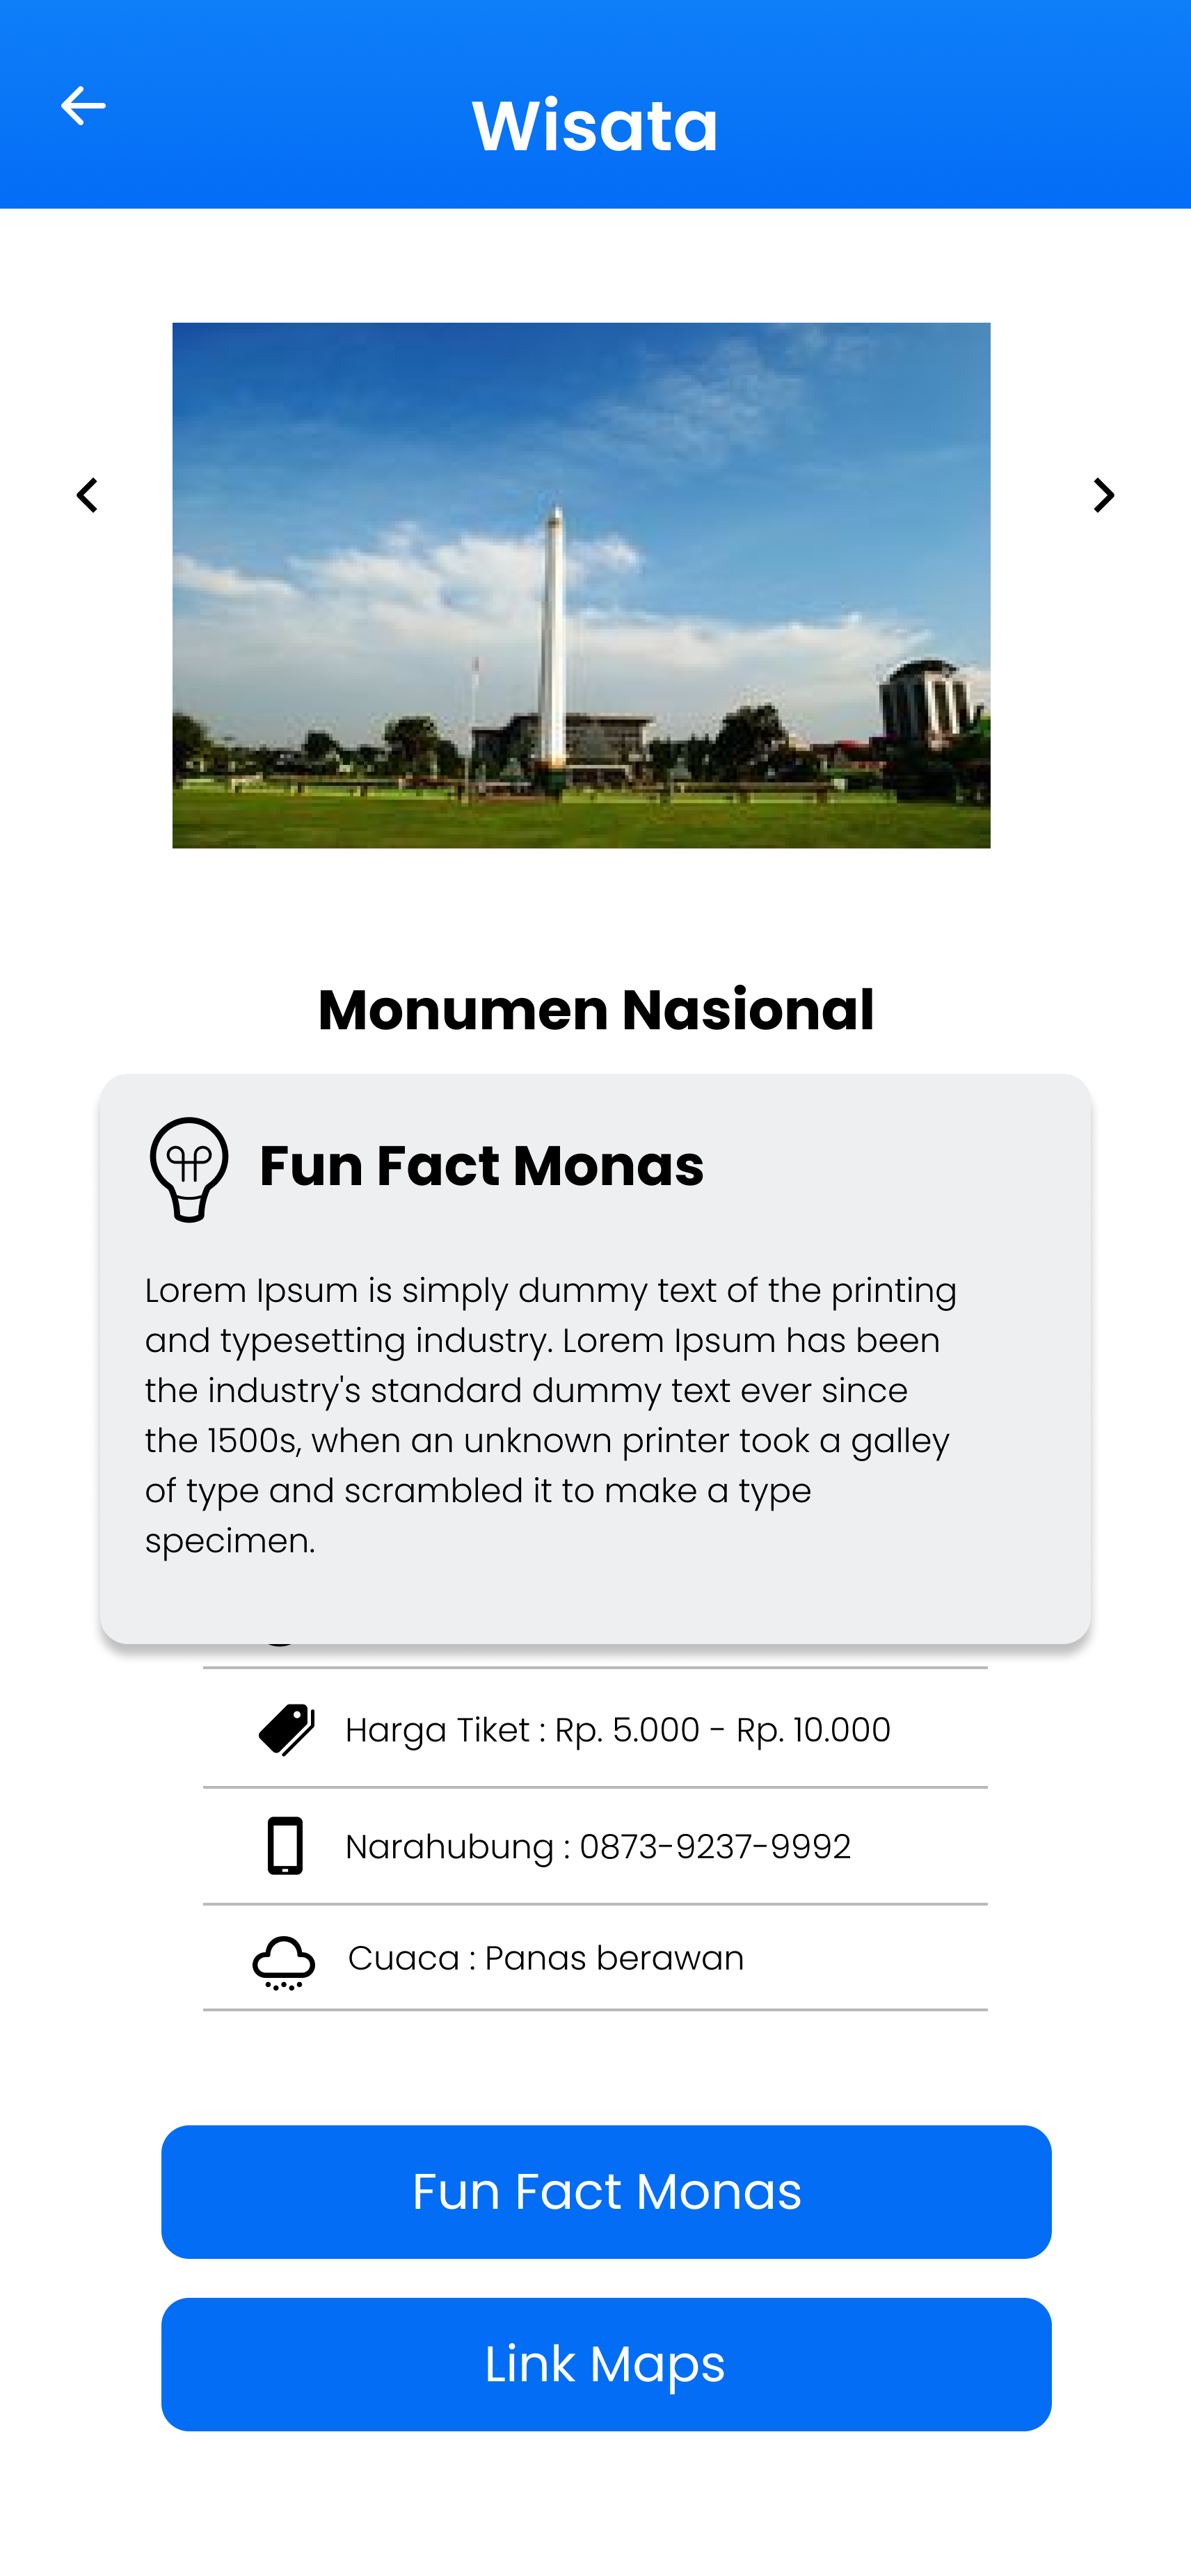 Wisata
Monumen Nasional
Fun Fact Monas
Lorem Ipsum is simply dummy text of the printing
and typesetting industry. Lorem Ipsum has been
the industry's standard dummy text ever since
the 1500s, when an unknown printer took a galley
of type and scrambled it to make a type
specimen.
Harga Tiket : Rp. 5.000 - Rp. 10.000
Narahubung : 0873-9237-9992
Cuaca : Panas berawan
Fun Fact Monas
Link Maps